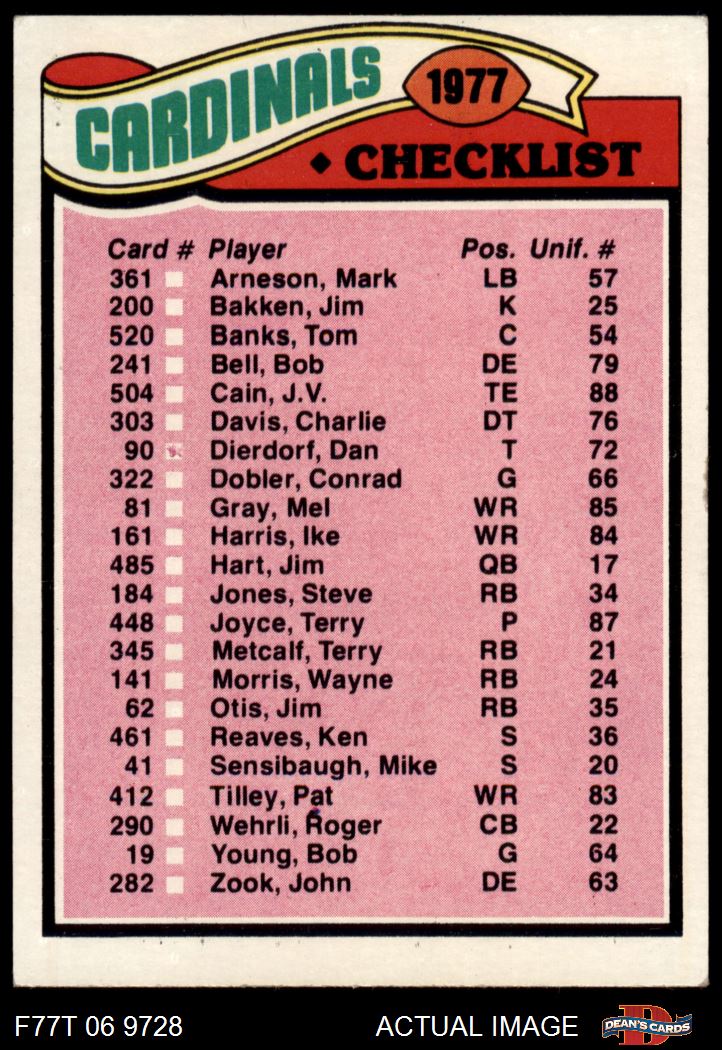 CARDINALS 1977
♦ CHECKLIST
Card # Player Pos. Unif. #
361 Arneson, Mark LB 57
200 Bakken, Jim K 25
520 Banks, Tom C 54
241 Bell, Bob DE 79
504 Cain, J.V. TE 88
303 Davis, Charlie DT 76
90 Dierdorf, Dan T 72
322 Dobler, Conrad G 66
81 Gray, Mel WR 85
161 Harris, Ike WR 84
485 Hart, Jim QB 17
184 Jones, Steve RB 34
448 Joyce, Terry P 87
345 Metcalf, Terry RB 21
141 Morris, Wayne RB 24
62 Otis, Jim RB 35
461 Reaves, Ken S 36
41 Sensibaugh, Mike S 20
412 Tilley, Pat WR 83
290 Wehrli, Roger CB 22
19 Young, Bob G 64
282 Zook, John DE 63
F77T 06 9728 ACTUAL IMAGE D DEAN'S CARDS